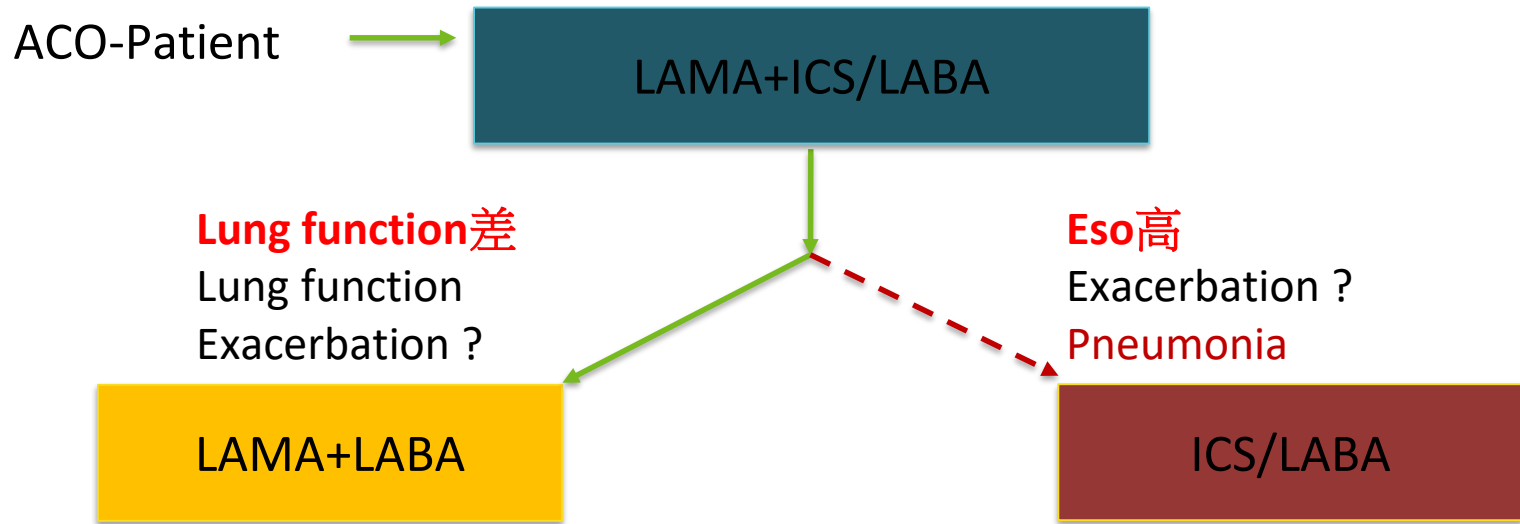 ACO-Patient
LAMA+ICS/LABA
Lung function差
Lung function
Exacerbation ?
Eso高
Exacerbation ?
Pneumonia
LAMA+LABA
ICS/LABA